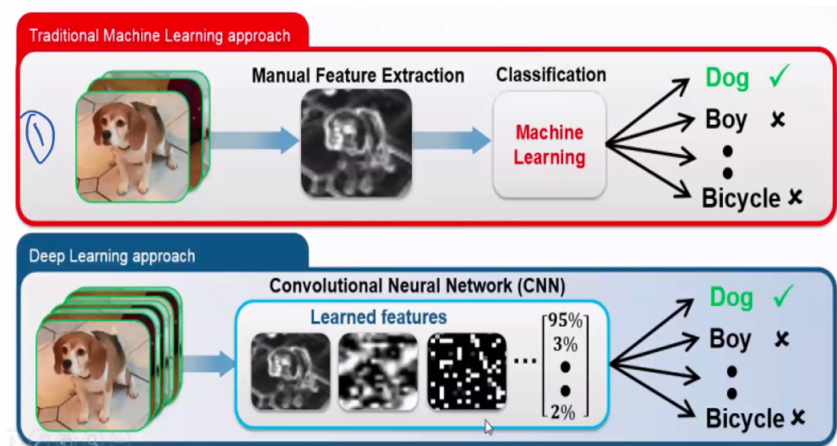 Traditional Machine Learning approach
Manual Feature Extraction
Classification
Machine
Learning
Dog ✓
Boy ✗
Bicycle ✗
1
Deep Learning approach
Convolutional Neural Network (CNN)
Learned features
95%
3%
2%
...
Dog ✓
Boy ✗
Bicycle ✗